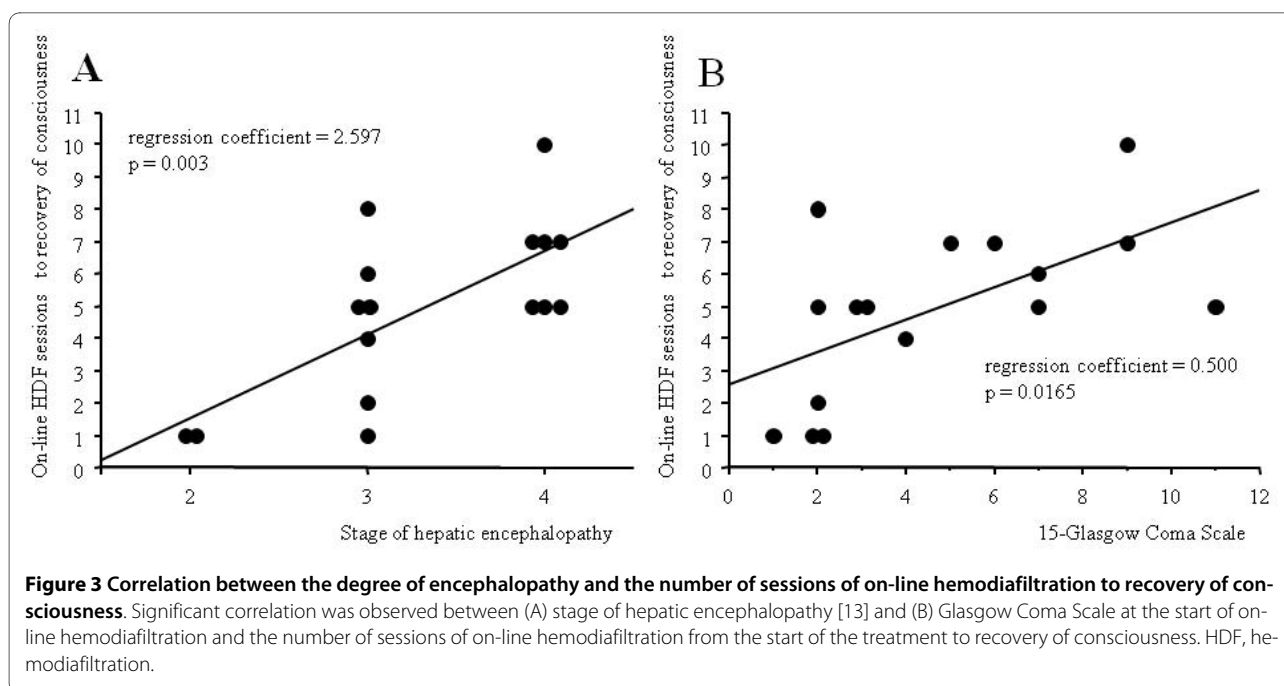 A
On-line HDF sessions to recovery of consciousness
11
10
9
8
7
6
5
4
3
2
1
0
regression coefficient = 2.597
p = 0.003
2 3 4
Stage of hepatic encephalopathy
B
On-line HDF sessions to recovery of consciousness
11
10
9
8
7
6
5
4
3
2
1
0
regression coefficient = 0.500
p = 0.0165
0 2 4 6 8 10 12
15-Glasgow Coma Scale
Figure 3 Correlation between the degree of encephalopathy and the number of sessions of on-line hemodiafiltration to recovery of con-
sciousness. Significant correlation was observed between (A) stage of hepatic encephalopathy [13] and (B) Glasgow Coma Scale at the start of on-
line hemodiafiltration and the number of sessions of on-line hemodiafiltration from the start of the treatment to recovery of consciousness. HDF, he-
modiafiltration.